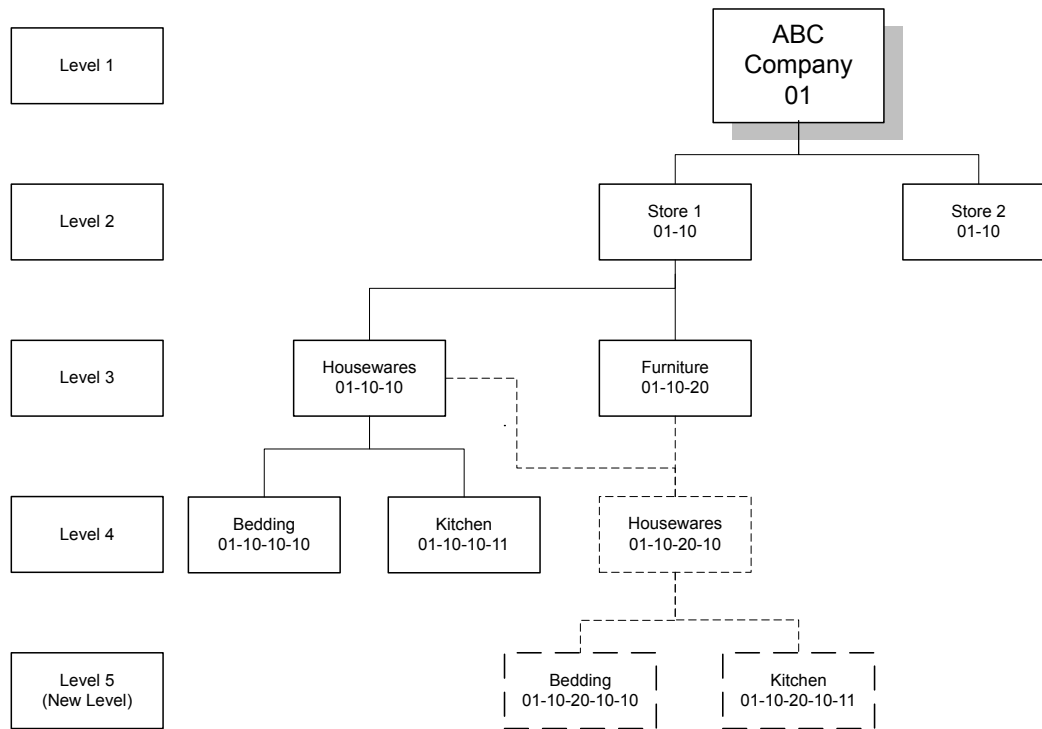 Level 1
ABC
Company
01
Level 2
Store 1
01-10
Store 2
01-10
Level 3
Housewares
01-10-10
Furniture
01-10-20
Level 4
Bedding
01-10-10-10
Kitchen
01-10-10-11
Housewares
01-10-20-10
Level 5
(New Level)
Bedding
01-10-20-10-10
Kitchen
01-10-20-10-11